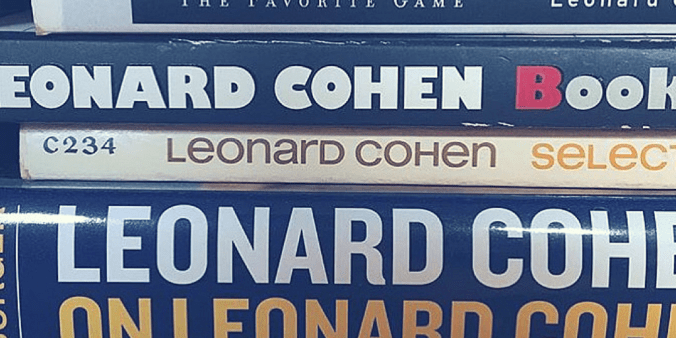 THE FAVORITE GAME Leonard
EONARD COHEN Book
C234 Leonard Cohen Select
LEONARD COHE
ON LEONARD COHE